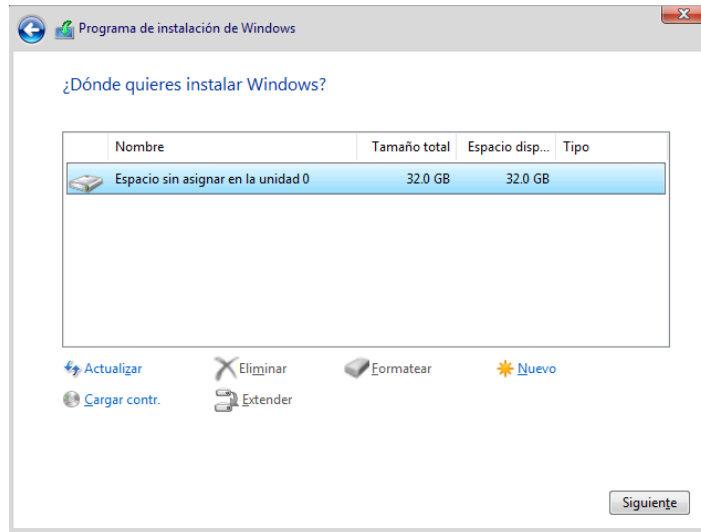 Programa de instalación de Windows
¿Dónde quieres instalar Windows?
Nombre Tamaño total Espacio disp... Tipo
Espacio sin asignar en la unidad 0 32.0 GB 32.0 GB
Actualizar Eliminar Formatear Nuevo
Cargar contr. Extender
Siguiente